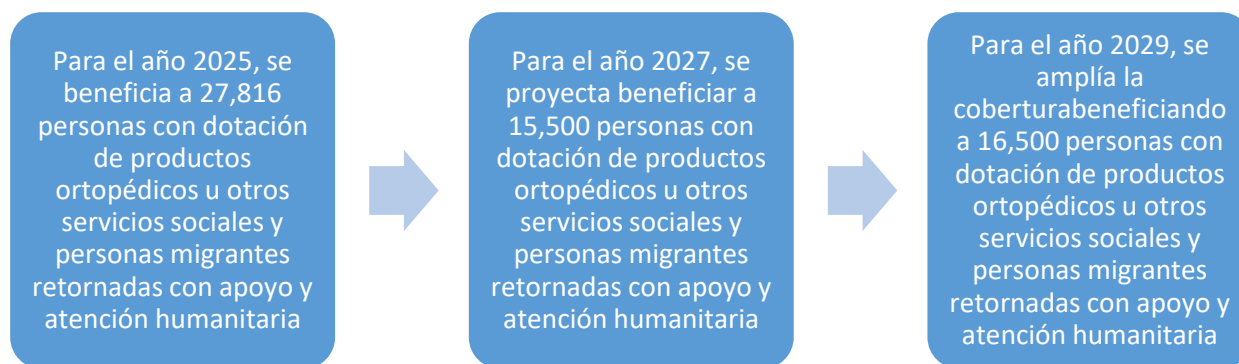 Para el año 2025, se
beneficia a 27,816
personas con dotación
de productos
ortopédicos u otros
servicios sociales y
personas migrantes
retornadas con apoyo y
atención humanitaria
Para el año 2027, se
proyecta beneficiar a
15,500 personas con
dotación de productos
ortopédicos u otros
servicios sociales y
personas migrantes
retornadas con apoyo y
atención humanitaria
Para el año 2029, se
amplía la
coberturabeneficiando
a 16,500 personas con
dotación de productos
ortopédicos u otros
servicios sociales y
personas migrantes
retornadas con apoyo y
atención humanitaria